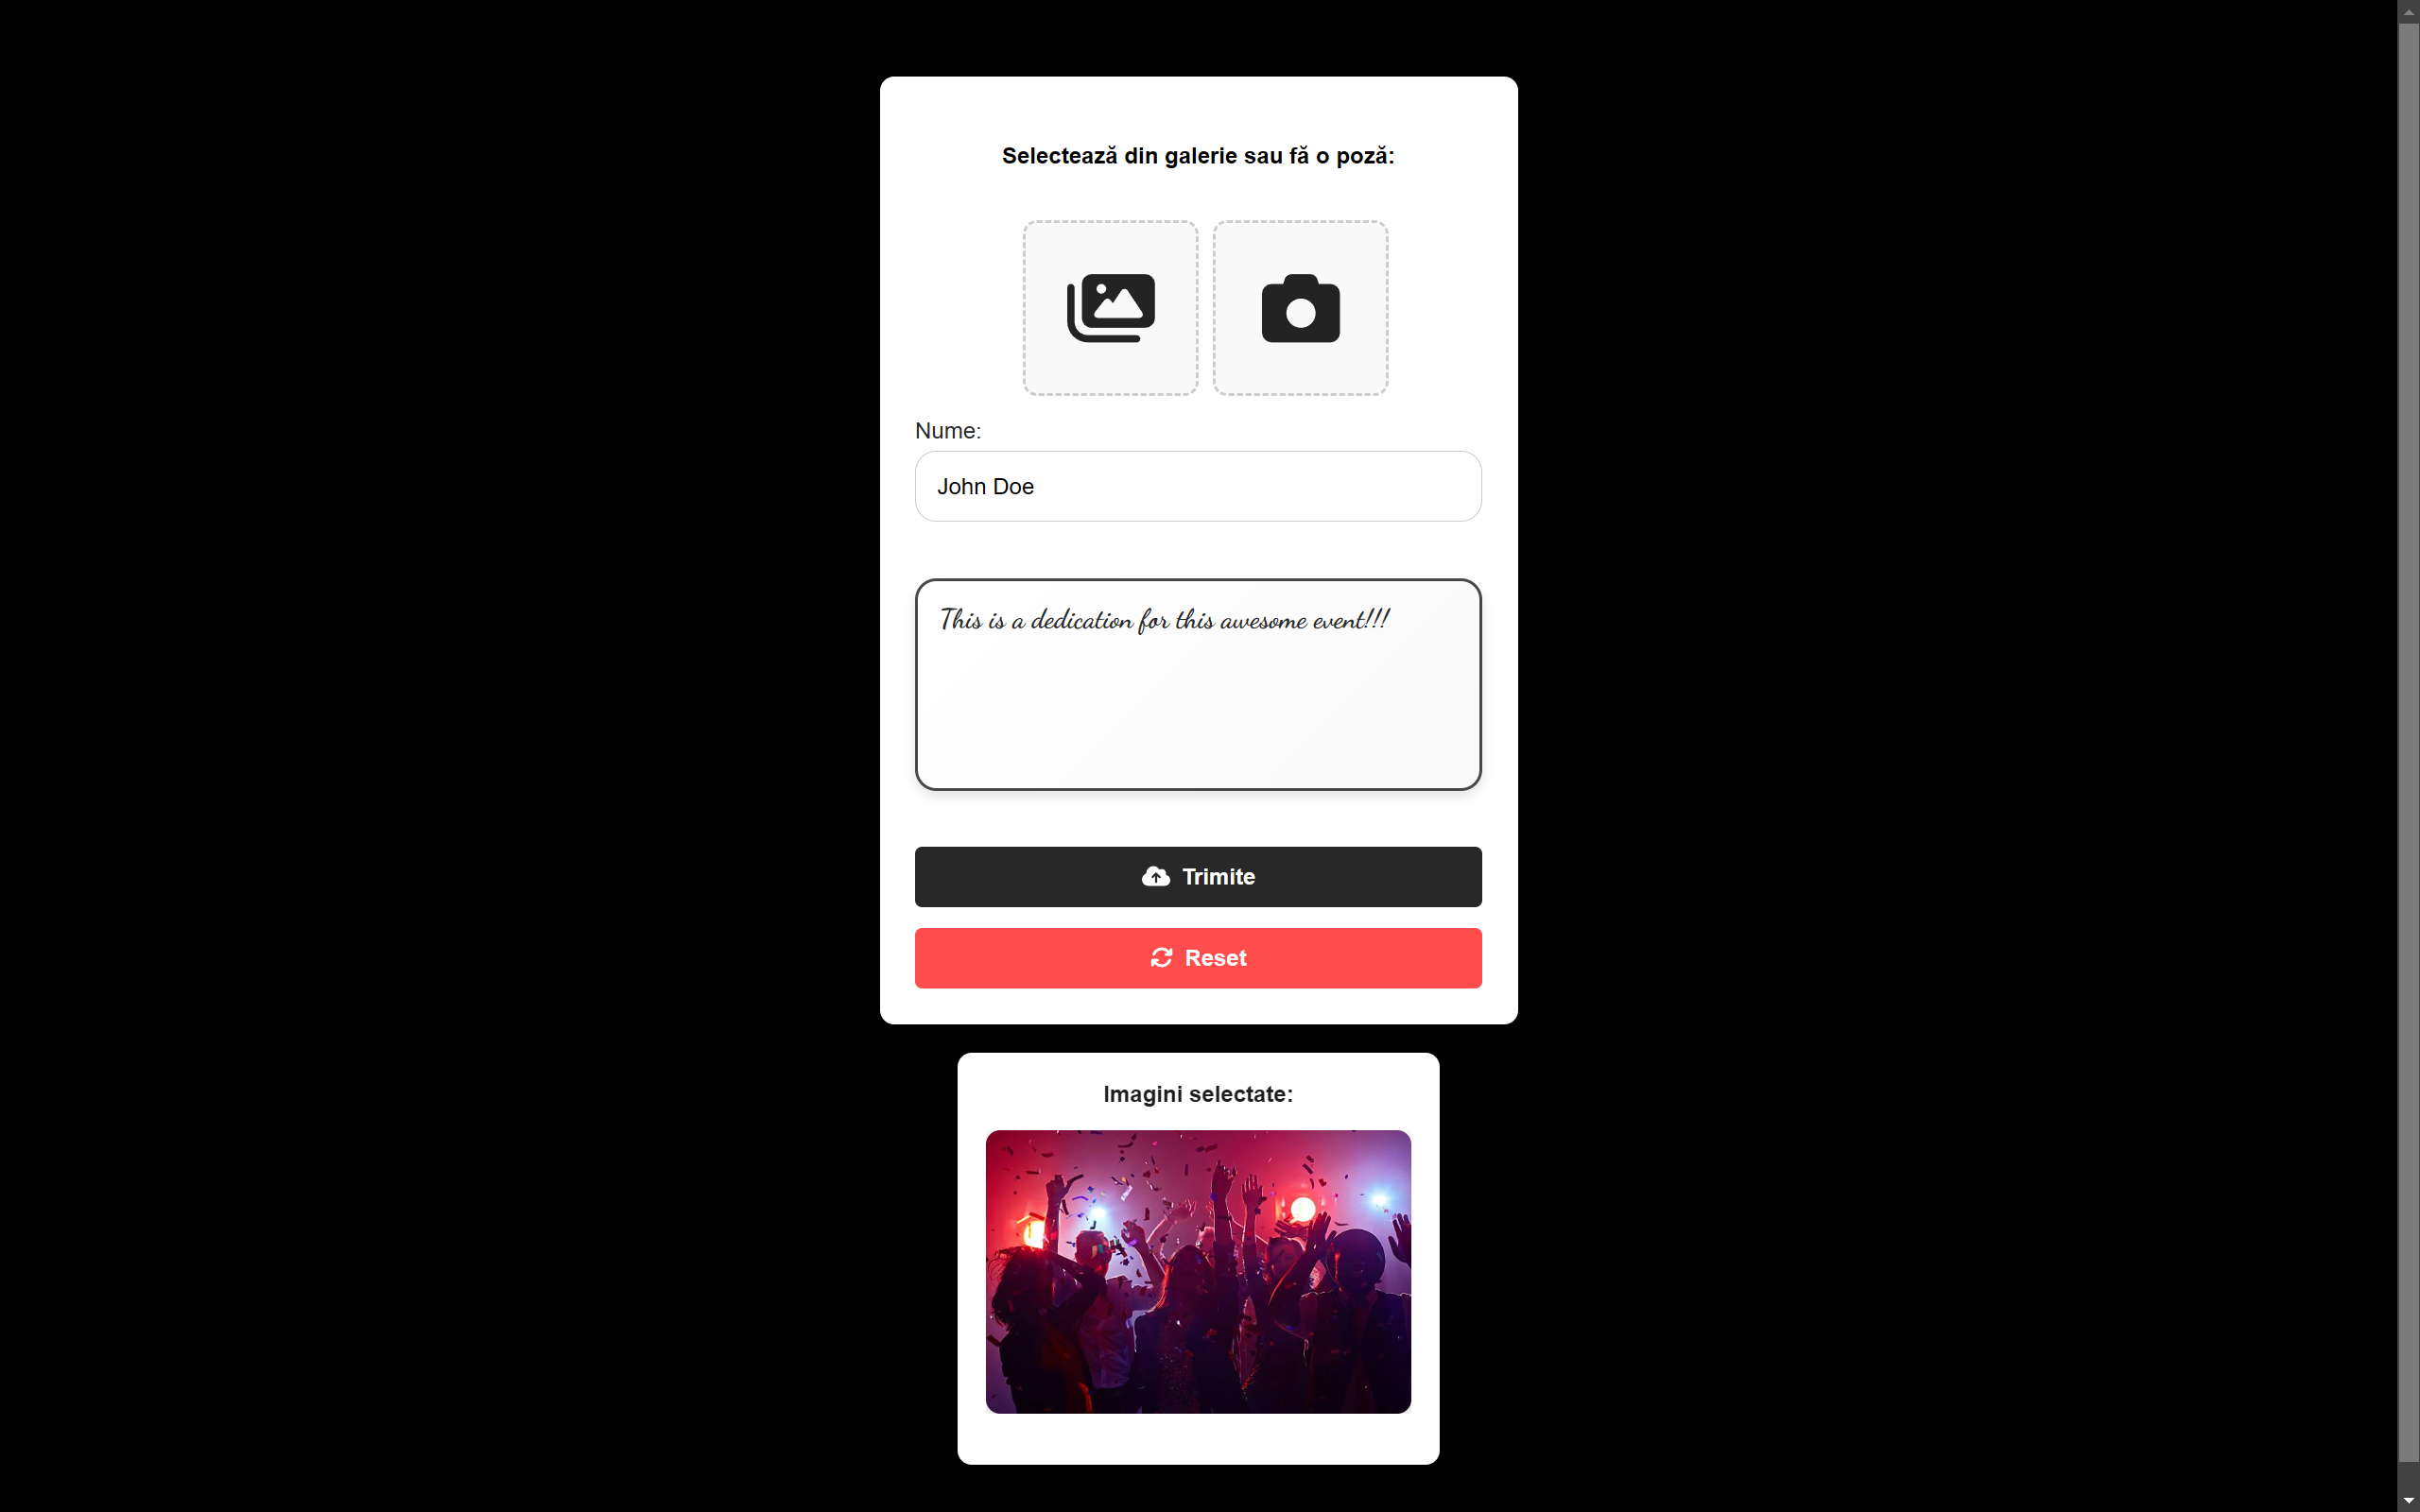 Selectează din galerie sau fă o poză:
Nume:
John Doe
This is a dedication for this awesome event!!!
Trimite
Reset
Imagini selectate: